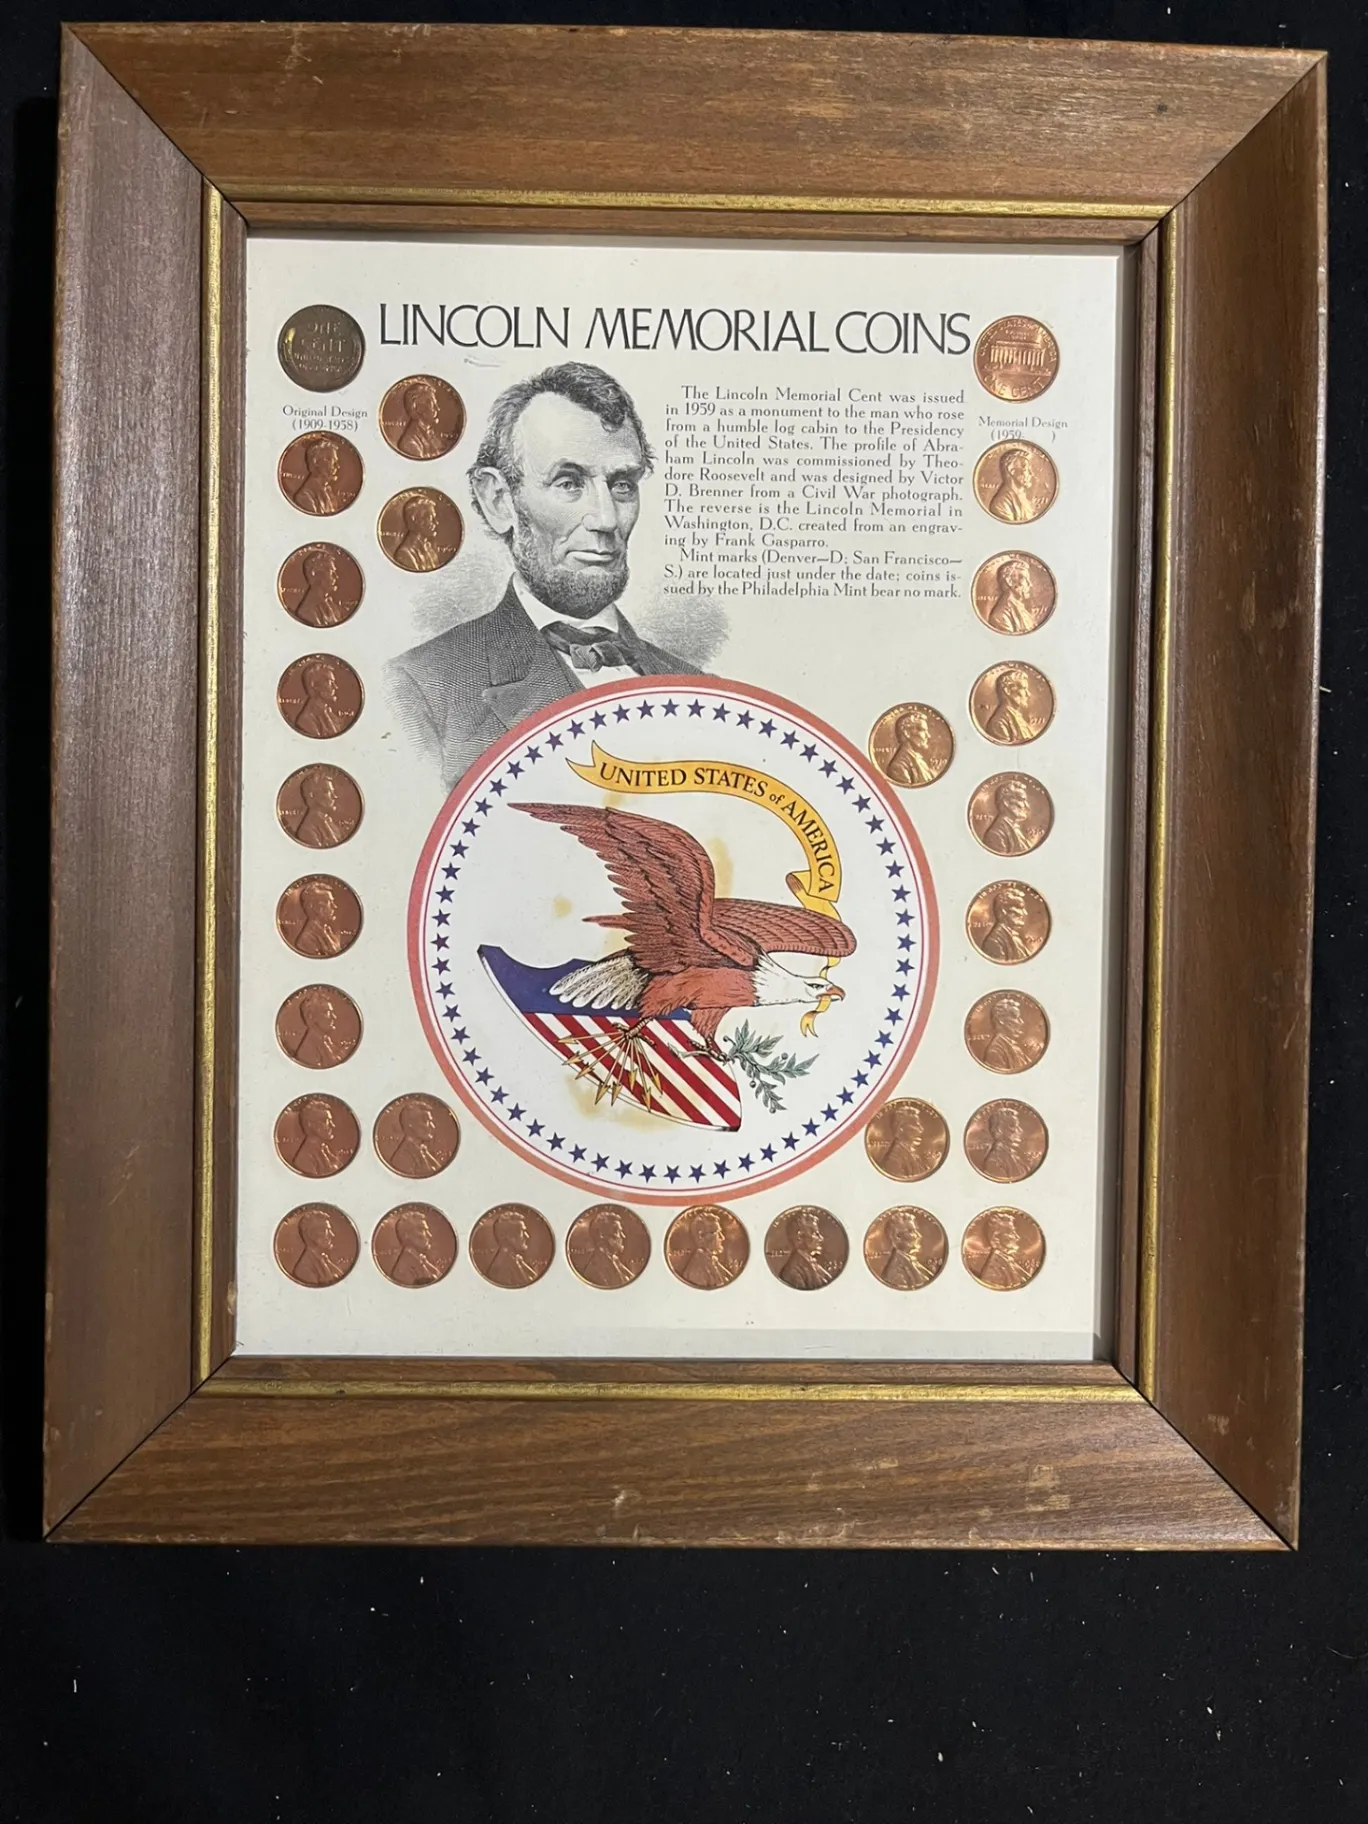 LINCOLN MEMORIAL COINS
ONE
CENT
Original Design
(1909-1958)
The Lincoln Memorial Cent was issued
in 1959 as a monument to the man who rose
from a humble log cabin to the Presidency
of the United States. The profile of Abra-
ham Lincoln was commissioned by Theo-
dore Roosevelt and was designed by Victor
D. Brenner from a Civil War photograph.
The reverse is the Lincoln Memorial in
Washington, D.C. created from an engrav-
ing by Frank Gasparro.
Mint marks (Denver—D; San Francisco—
S.) are located just under the date; coins is-
sued by the Philadelphia Mint bear no mark.
ONE CENT
Memorial Design
(1959- )
UNITED STATES of AMERICA